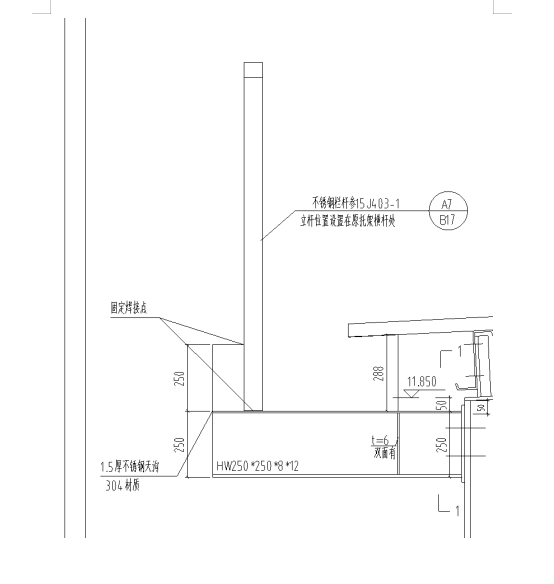 不锈钢栏杆参15J403-1
立杆位置设置在原托架横杆处
A7
B17
固定焊接点
1
250
288
11.850
50
50
250
t=6
双面有
250
1.5厚不锈钢天沟
304材质
HW250*250*8*12
1